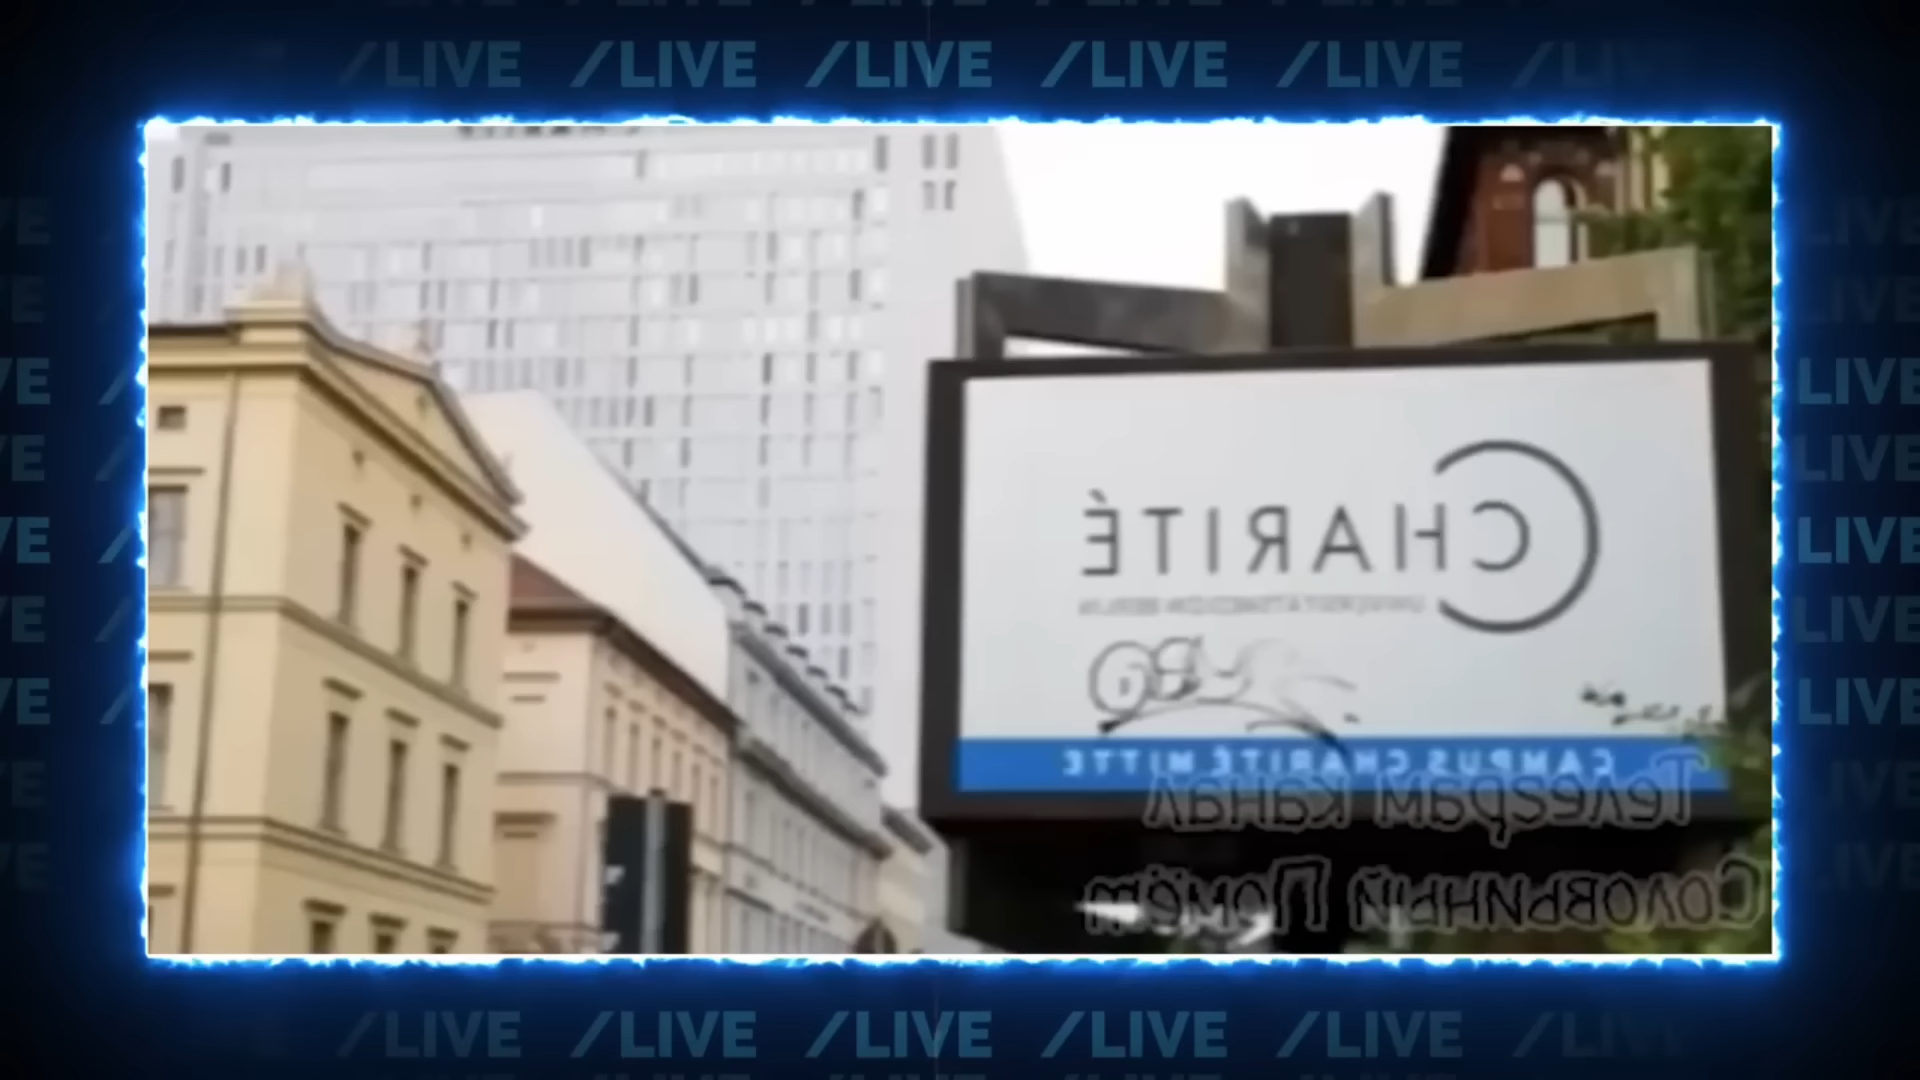 /LIVE /LIVE /LIVE /LIVE /LIVE
CHARITÉ
CHARITÉ
UNIVERSITÄTSMEDIZIN BERLIN
CAMPUS CHARITÉ MITTE
Телеграм канал
Соловьиный Помёт
/LIVE /LIVE /LIVE /LIVE /LIVE